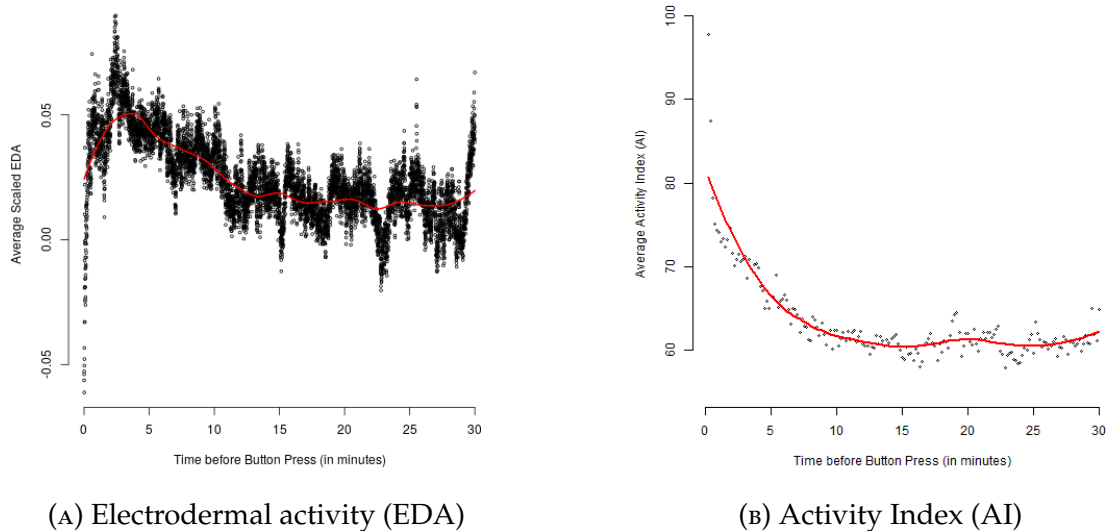 Average Scaled EDA
0.05
0.00
-0.05
0 5 10 15 20 25 30
Time before Button Press (in minutes)
(A) Electrodermal activity (EDA)
Average Activity Index (AI)
100
90
80
70
60
0 5 10 15 20 25 30
Time before Button Press (in minutes)
(B) Activity Index (AI)